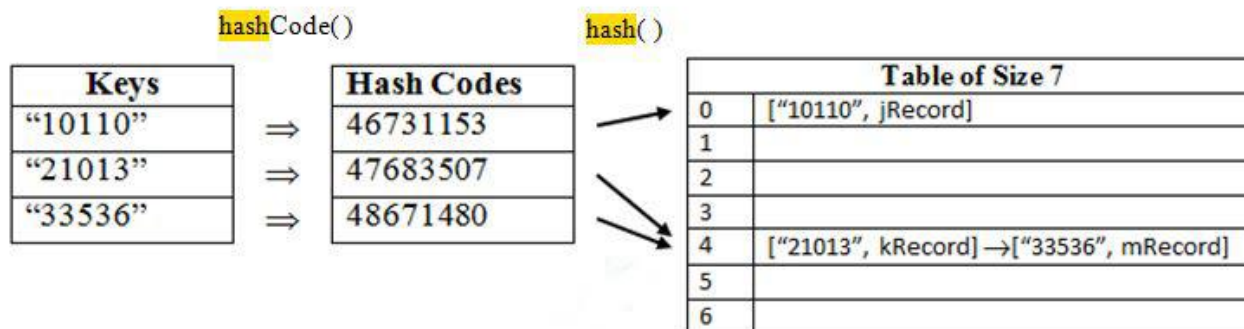 hashCode()
hash( )
Keys
“10110”
“21013”
“33536”
⇒
⇒
⇒
Hash Codes
46731153
47683507
48671480
Table of Size 7
0 [“10110”, jRecord]
1
2
3
4 [“21013”, kRecord] →[“33536”, mRecord]
5
6